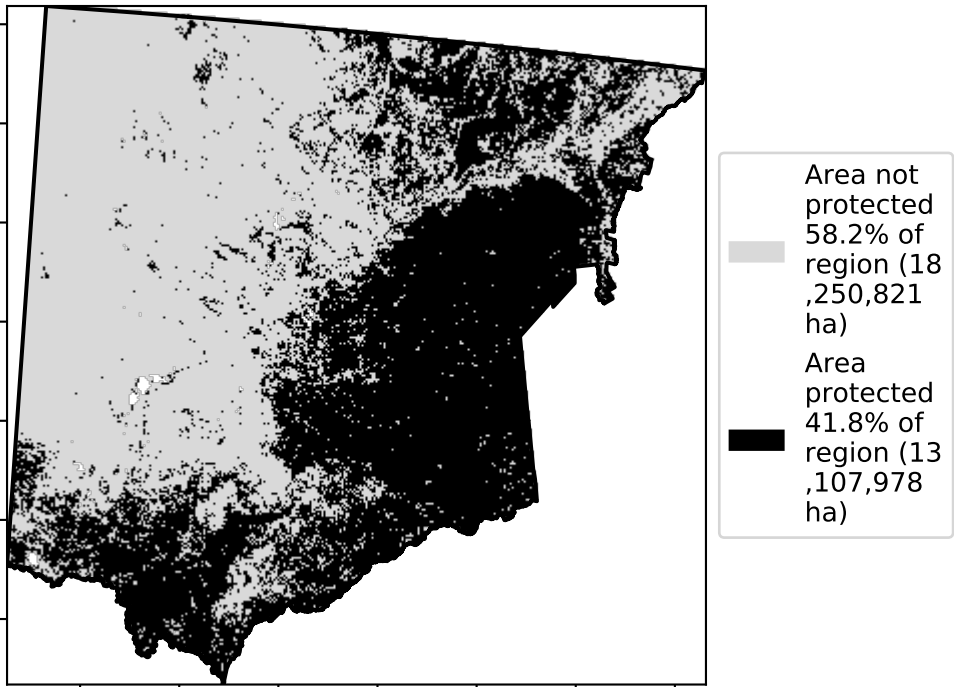 Area not
protected
58.2% of
region (18
,250,821
ha)
Area
protected
41.8% of
region (13
,107,978
ha)